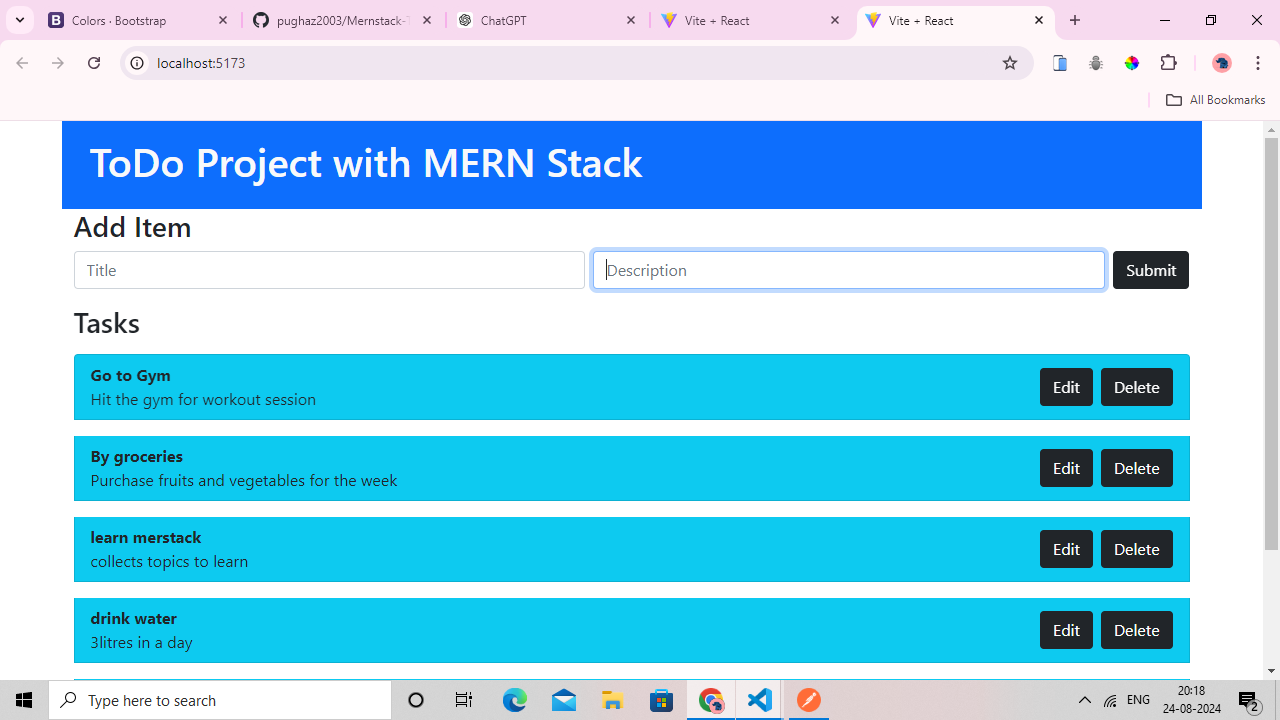 Colors · Bootstrap
pughaz2003/Mernstack-T
ChatGPT
Vite + React
Vite + React
localhost:5173
All Bookmarks
ToDo Project with MERN Stack
Add Item
Title
Description
Submit
Tasks
Go to Gym
Hit the gym for workout session
Edit
Delete
By groceries
Purchase fruits and vegetables for the week
Edit
Delete
learn merstack
collects topics to learn
Edit
Delete
drink water
3litres in a day
Edit
Delete
Type here to search
ENG
20:18
24-08-2024
2